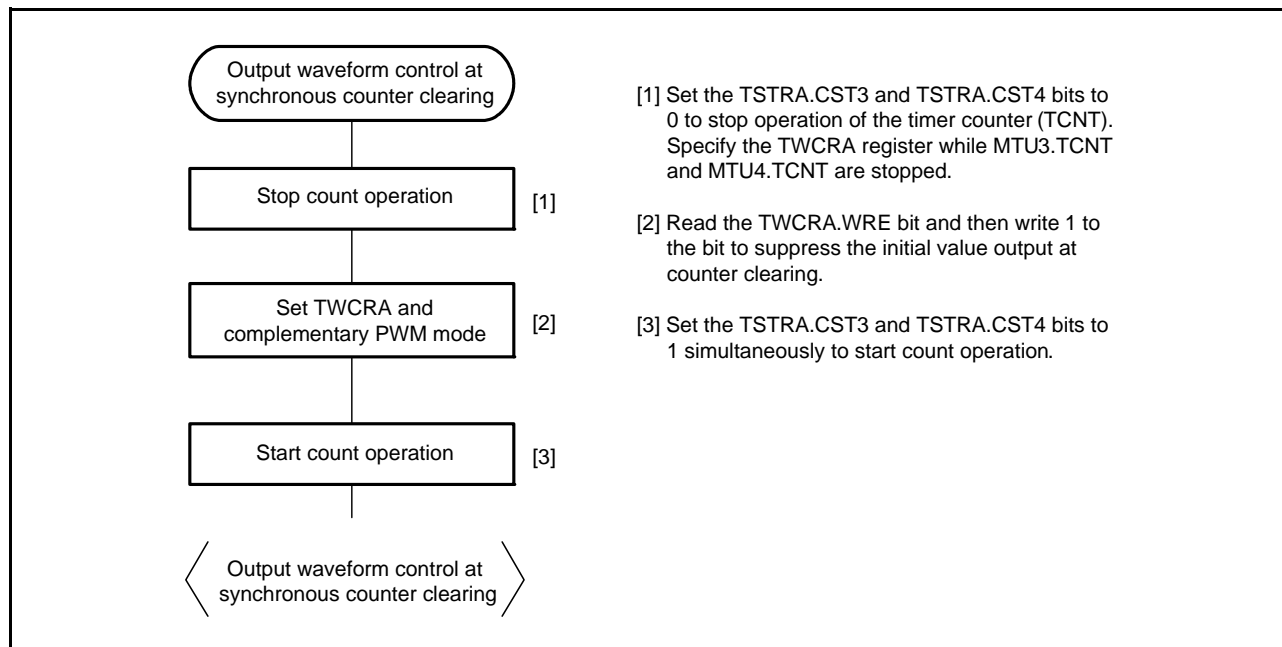 Output waveform control at
synchronous counter clearing
Stop count operation
[1]
Set TWCRA and
complementary PWM mode
[2]
Start count operation
[3]
Output waveform control at
synchronous counter clearing
[1] Set the TSTRA.CST3 and TSTRA.CST4 bits to
0 to stop operation of the timer counter (TCNT).
Specify the TWCRA register while MTU3.TCNT
and MTU4.TCNT are stopped.
[2] Read the TWCRA.WRE bit and then write 1 to
the bit to suppress the initial value output at
counter clearing.
[3] Set the TSTRA.CST3 and TSTRA.CST4 bits to
1 simultaneously to start count operation.